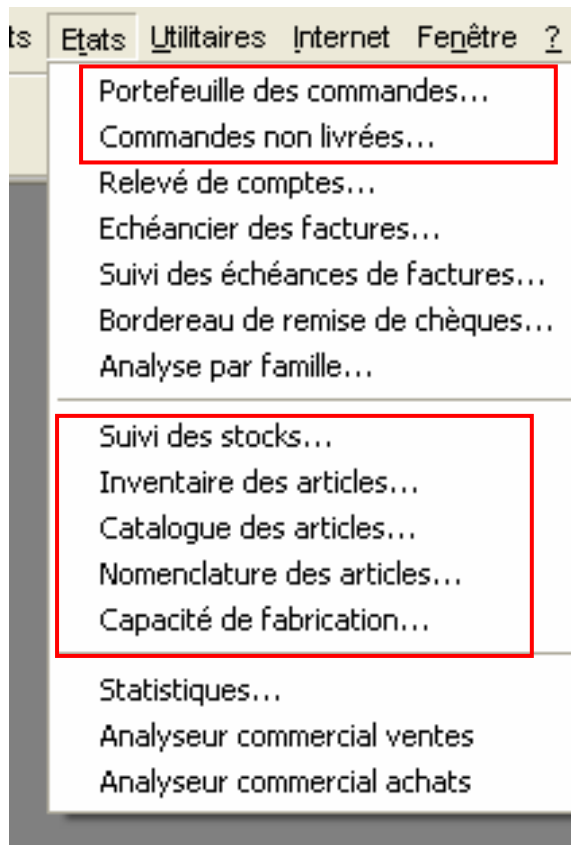 ts Etats Utilitaires Internet Fenêtre ?
Portefeuille des commandes...
Commandes non livrées...
Relevé de comptes...
Echéancier des factures...
Suivi des échéances de factures...
Bordereau de remise de chèques...
Analyse par famille...
Suivi des stocks...
Inventaire des articles...
Catalogue des articles...
Nomenclature des articles...
Capacité de fabrication...
Statistiques...
Analyseur commercial ventes
Analyseur commercial achats